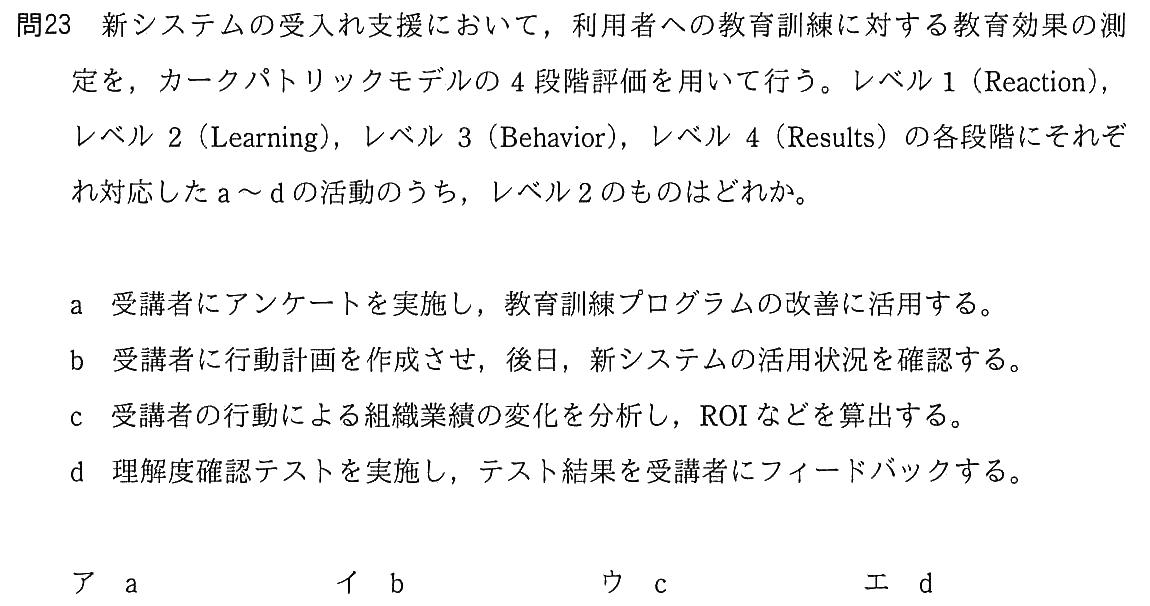 問23　新システムの受入れ支援において，利用者への教育訓練に対する教育効果の測
定を，カークパトリックモデルの4段階評価を用いて行う。レベル1（Reaction），
レベル2（Learning），レベル3（Behavior），レベル4（Results）の各段階にそれぞ
れ対応したa～dの活動のうち，レベル2のものはどれか。
a　受講者にアンケートを実施し，教育訓練プログラムの改善に活用する。
b　受講者に行動計画を作成させ，後日，新システムの活用状況を確認する。
c　受講者の行動による組織業績の変化を分析し，ROIなどを算出する。
d　理解度確認テストを実施し，テスト結果を受講者にフィードバックする。
ア　a　　イ　b　　ウ　c　　エ　d